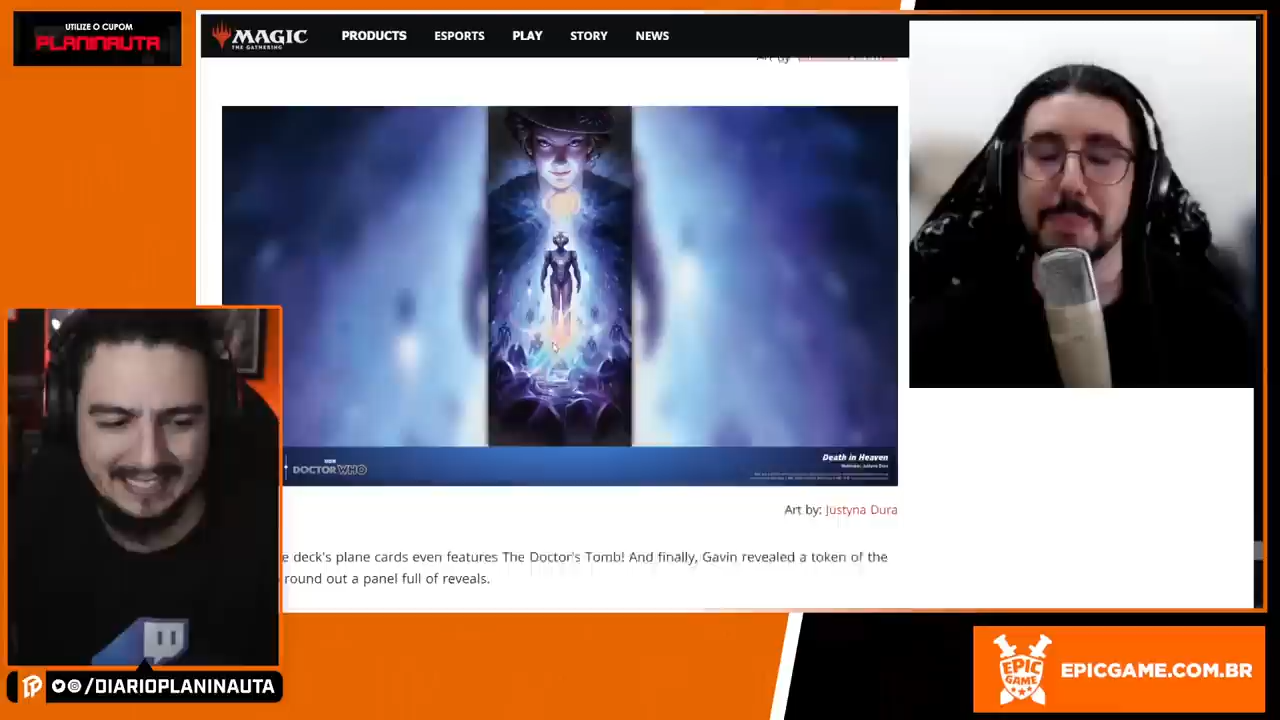 UTILIZE O CUPOM
PLANINAUTA
MAGIC
THE GATHERING
PRODUCTS
ESPORTS
PLAY
STORY
NEWS
Art by
DOCTOR WHO
Death in Heaven
Art by: Justyna Dura
e deck's plane cards even features The Doctor's Tomb! And finally, Gavin revealed a token of the
round out a panel full of reveals.
/DIARIOPLANINAUTA
EPIC
GAME
EPICGAME.COM.BR